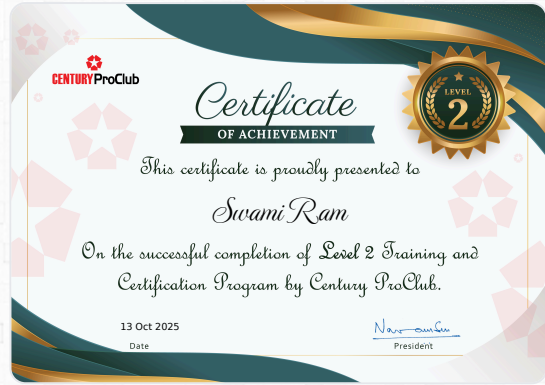 CENTURY ProClub
LEVEL
2
Certificate
OF ACHIEVEMENT
This certificate is proudly presented to
Swami Ram
On the successful completion of Level 2 Training and
Certification Program by Century ProClub.
13 Oct 2025
Date
President